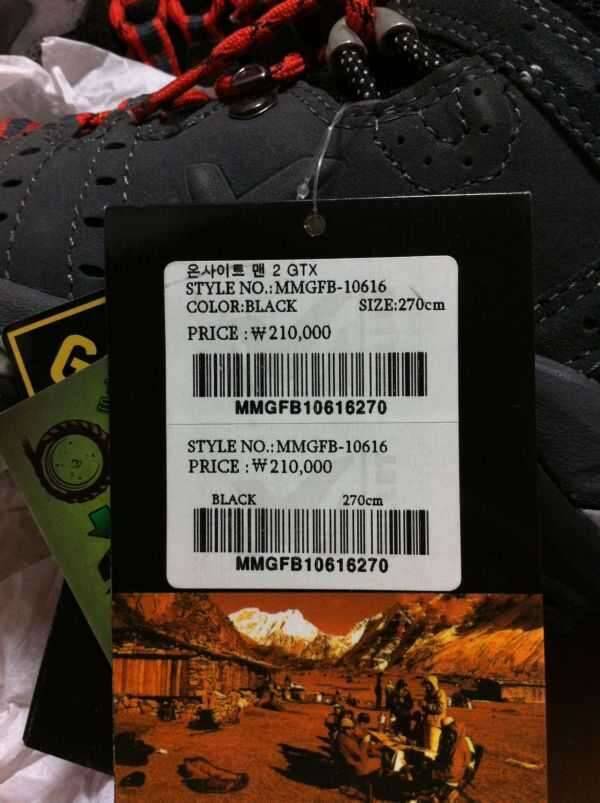 온사이트 맨 2 GTX
STYLE NO.:MMGFB-10616
COLOR:BLACK SIZE:270cm
PRICE :₩210,000
MMGFB10616270
STYLE NO.:MMGFB-10616
PRICE :₩210,000
BLACK 270cm
MMGFB10616270
G